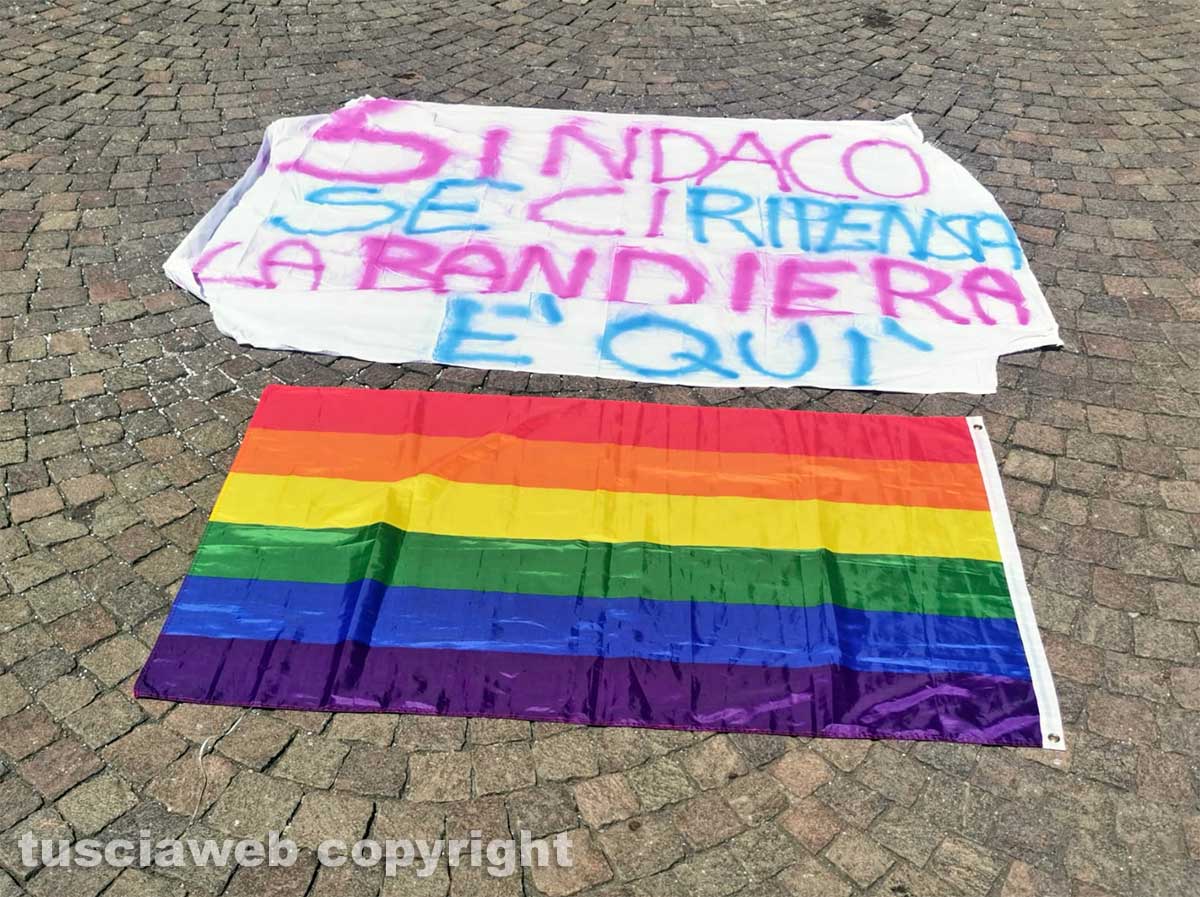 SINDACO
SE CI RIPENSA
LA BANDIERA
E' QUI'
tusciaweb copyright